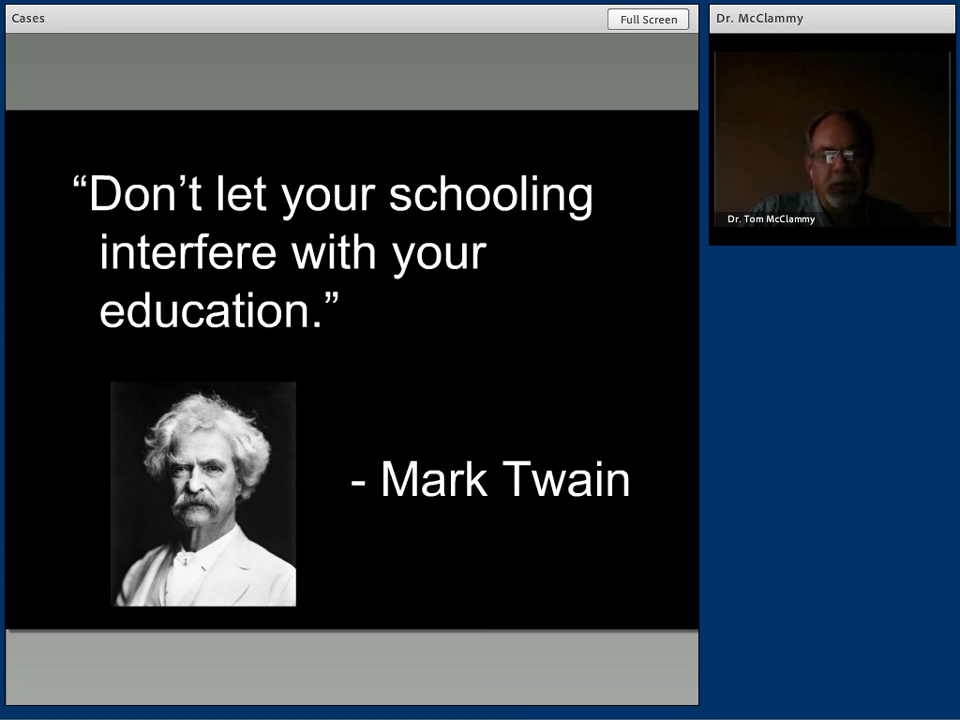 Cases
Full Screen
Dr. McClammy
“Don’t let your schooling
interfere with your
education.”
- Mark Twain
Dr. Tom McClammy